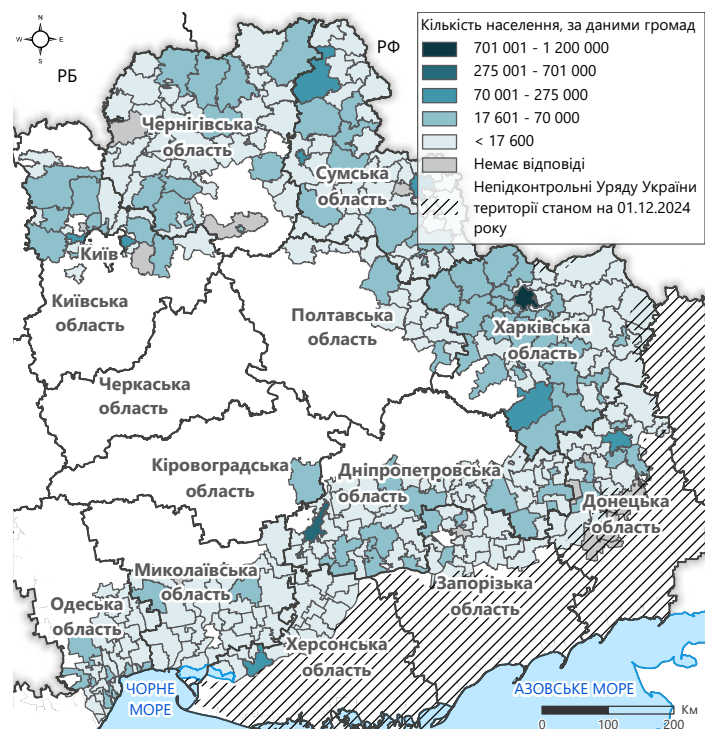 N
W
E
S
РБ
РФ
Кількість населення, за даними громад
701 001 - 1 200 000
275 001 - 701 000
70 001 - 275 000
17 601 - 70 000
< 17 600
Немає відповіді
Непідконтрольні Уряду України
території станом на 01.12.2024
року
Чернігівська
область
Сумська
область
Київ
Київська
область
Полтавська
область
Харківська
область
Черкаська
область
Кіровоградська
область
Дніпропетровська
область
Донецька
область
Миколаївська
область
Запорізька
область
Одеська
область
Херсонська
область
ЧОРНЕ
МОРЕ
АЗОВСЬКЕ МОРЕ
Км
0
100
200